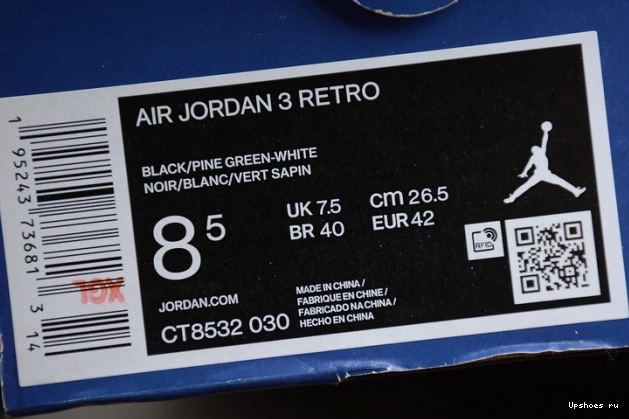 AIR JORDAN 3 RETRO
BLACK/PINE GREEN-WHITE
NOIR/BLANC/VERT SAPIN
8 5
UK 7.5
BR 40
cm 26.5
EUR 42
RFID
JORDAN.COM
CT8532 030
MADE IN CHINA /
FABRIQUE EN CHINE /
FABRICADO NA CHINA /
HECHO EN CHINA
1 95243 73681 3 14
Upshoes ru